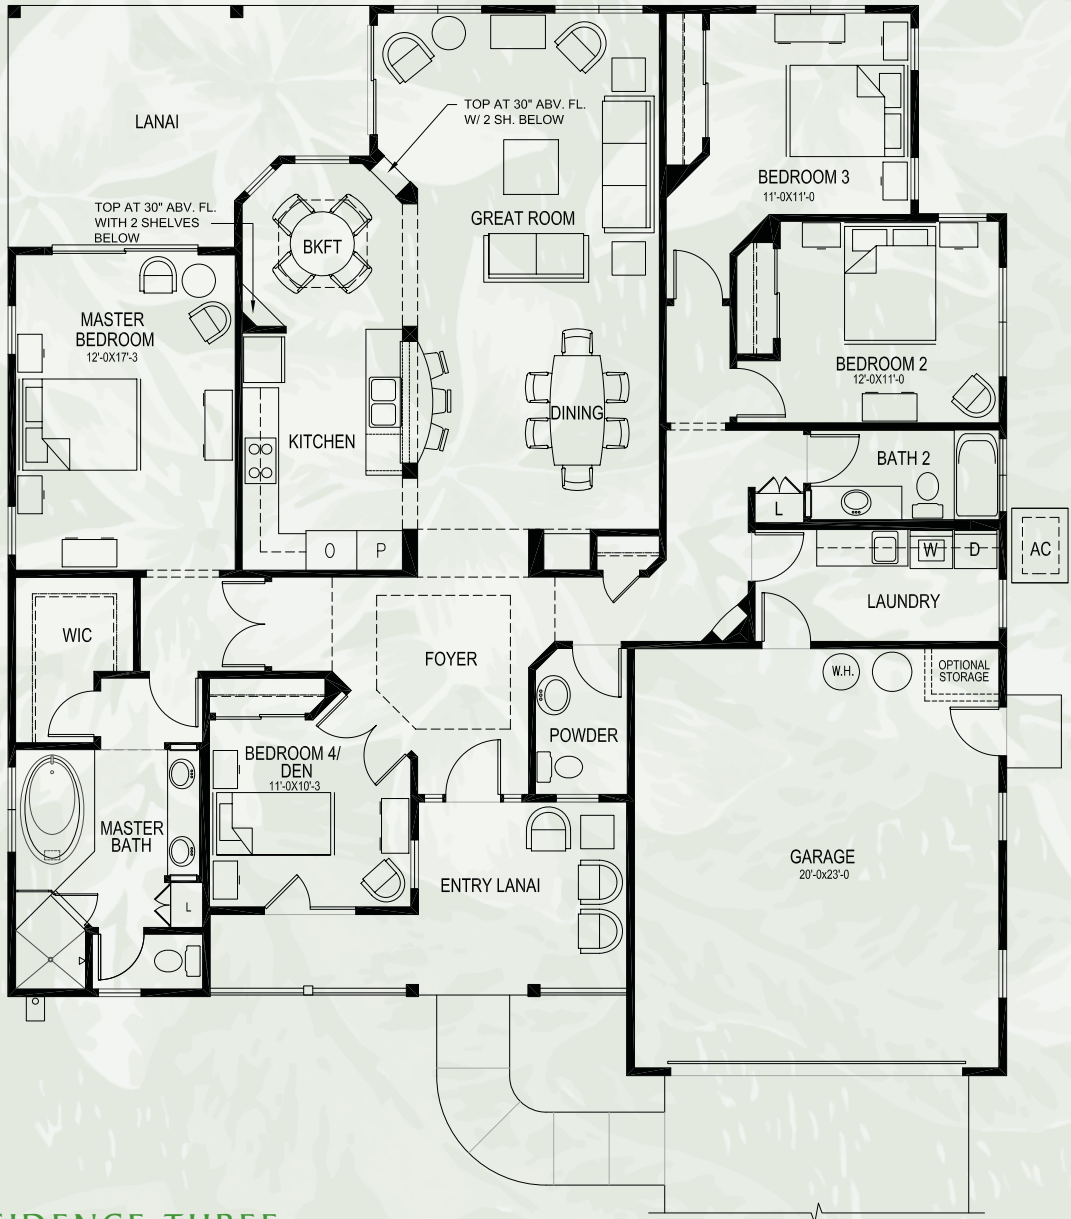 LANAI
TOP AT 30" ABV. FL.
W/ 2 SH. BELOW
BEDROOM 3
11'-0X11'-0
TOP AT 30" ABV. FL.
WITH 2 SHELVES
BELOW
BKFT
GREAT ROOM
MASTER
BEDROOM
12'-0X17'-3
BEDROOM 2
12'-0X11'-0
KITCHEN
DINING
BATH 2
L
O
P
W
D
AC
LAUNDRY
WIC
FOYER
W.H.
OPTIONAL
STORAGE
POWDER
BEDROOM 4/
DEN
11'-0X10'-3
MASTER
BATH
L
ENTRY LANAI
GARAGE
20'-0x23'-0
THREE